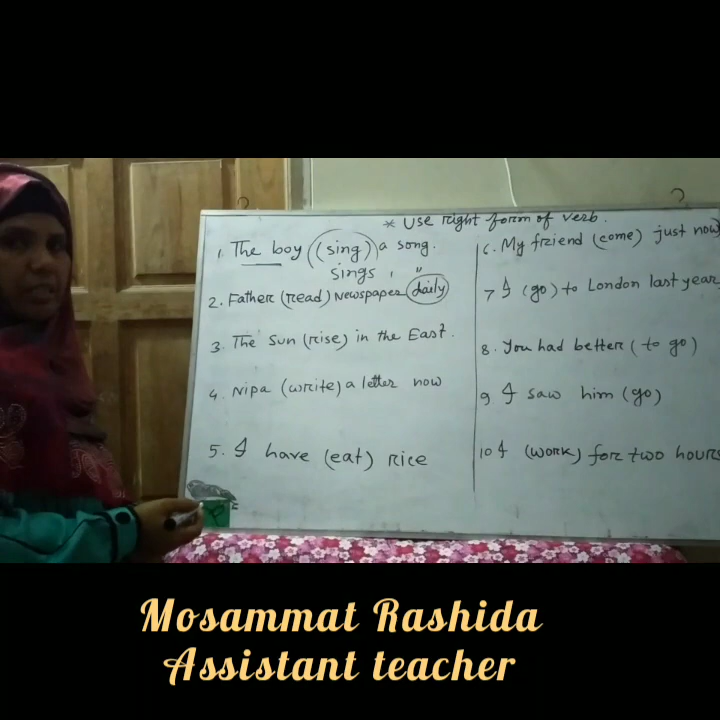 * Use right form of verb.
1. The boy (sing) a song.
sings , "
2. Father (read) Newspaper daily
3. The Sun (rise) in the East.
4. Nipa (write) a letter now
5. I have (eat) rice
6. My friend (come) just now
7 I (go) to London last year
8. You had better (to go)
9 I saw him (go)
10 I (work) for two hours
Mosammat Rashida
Assistant teacher